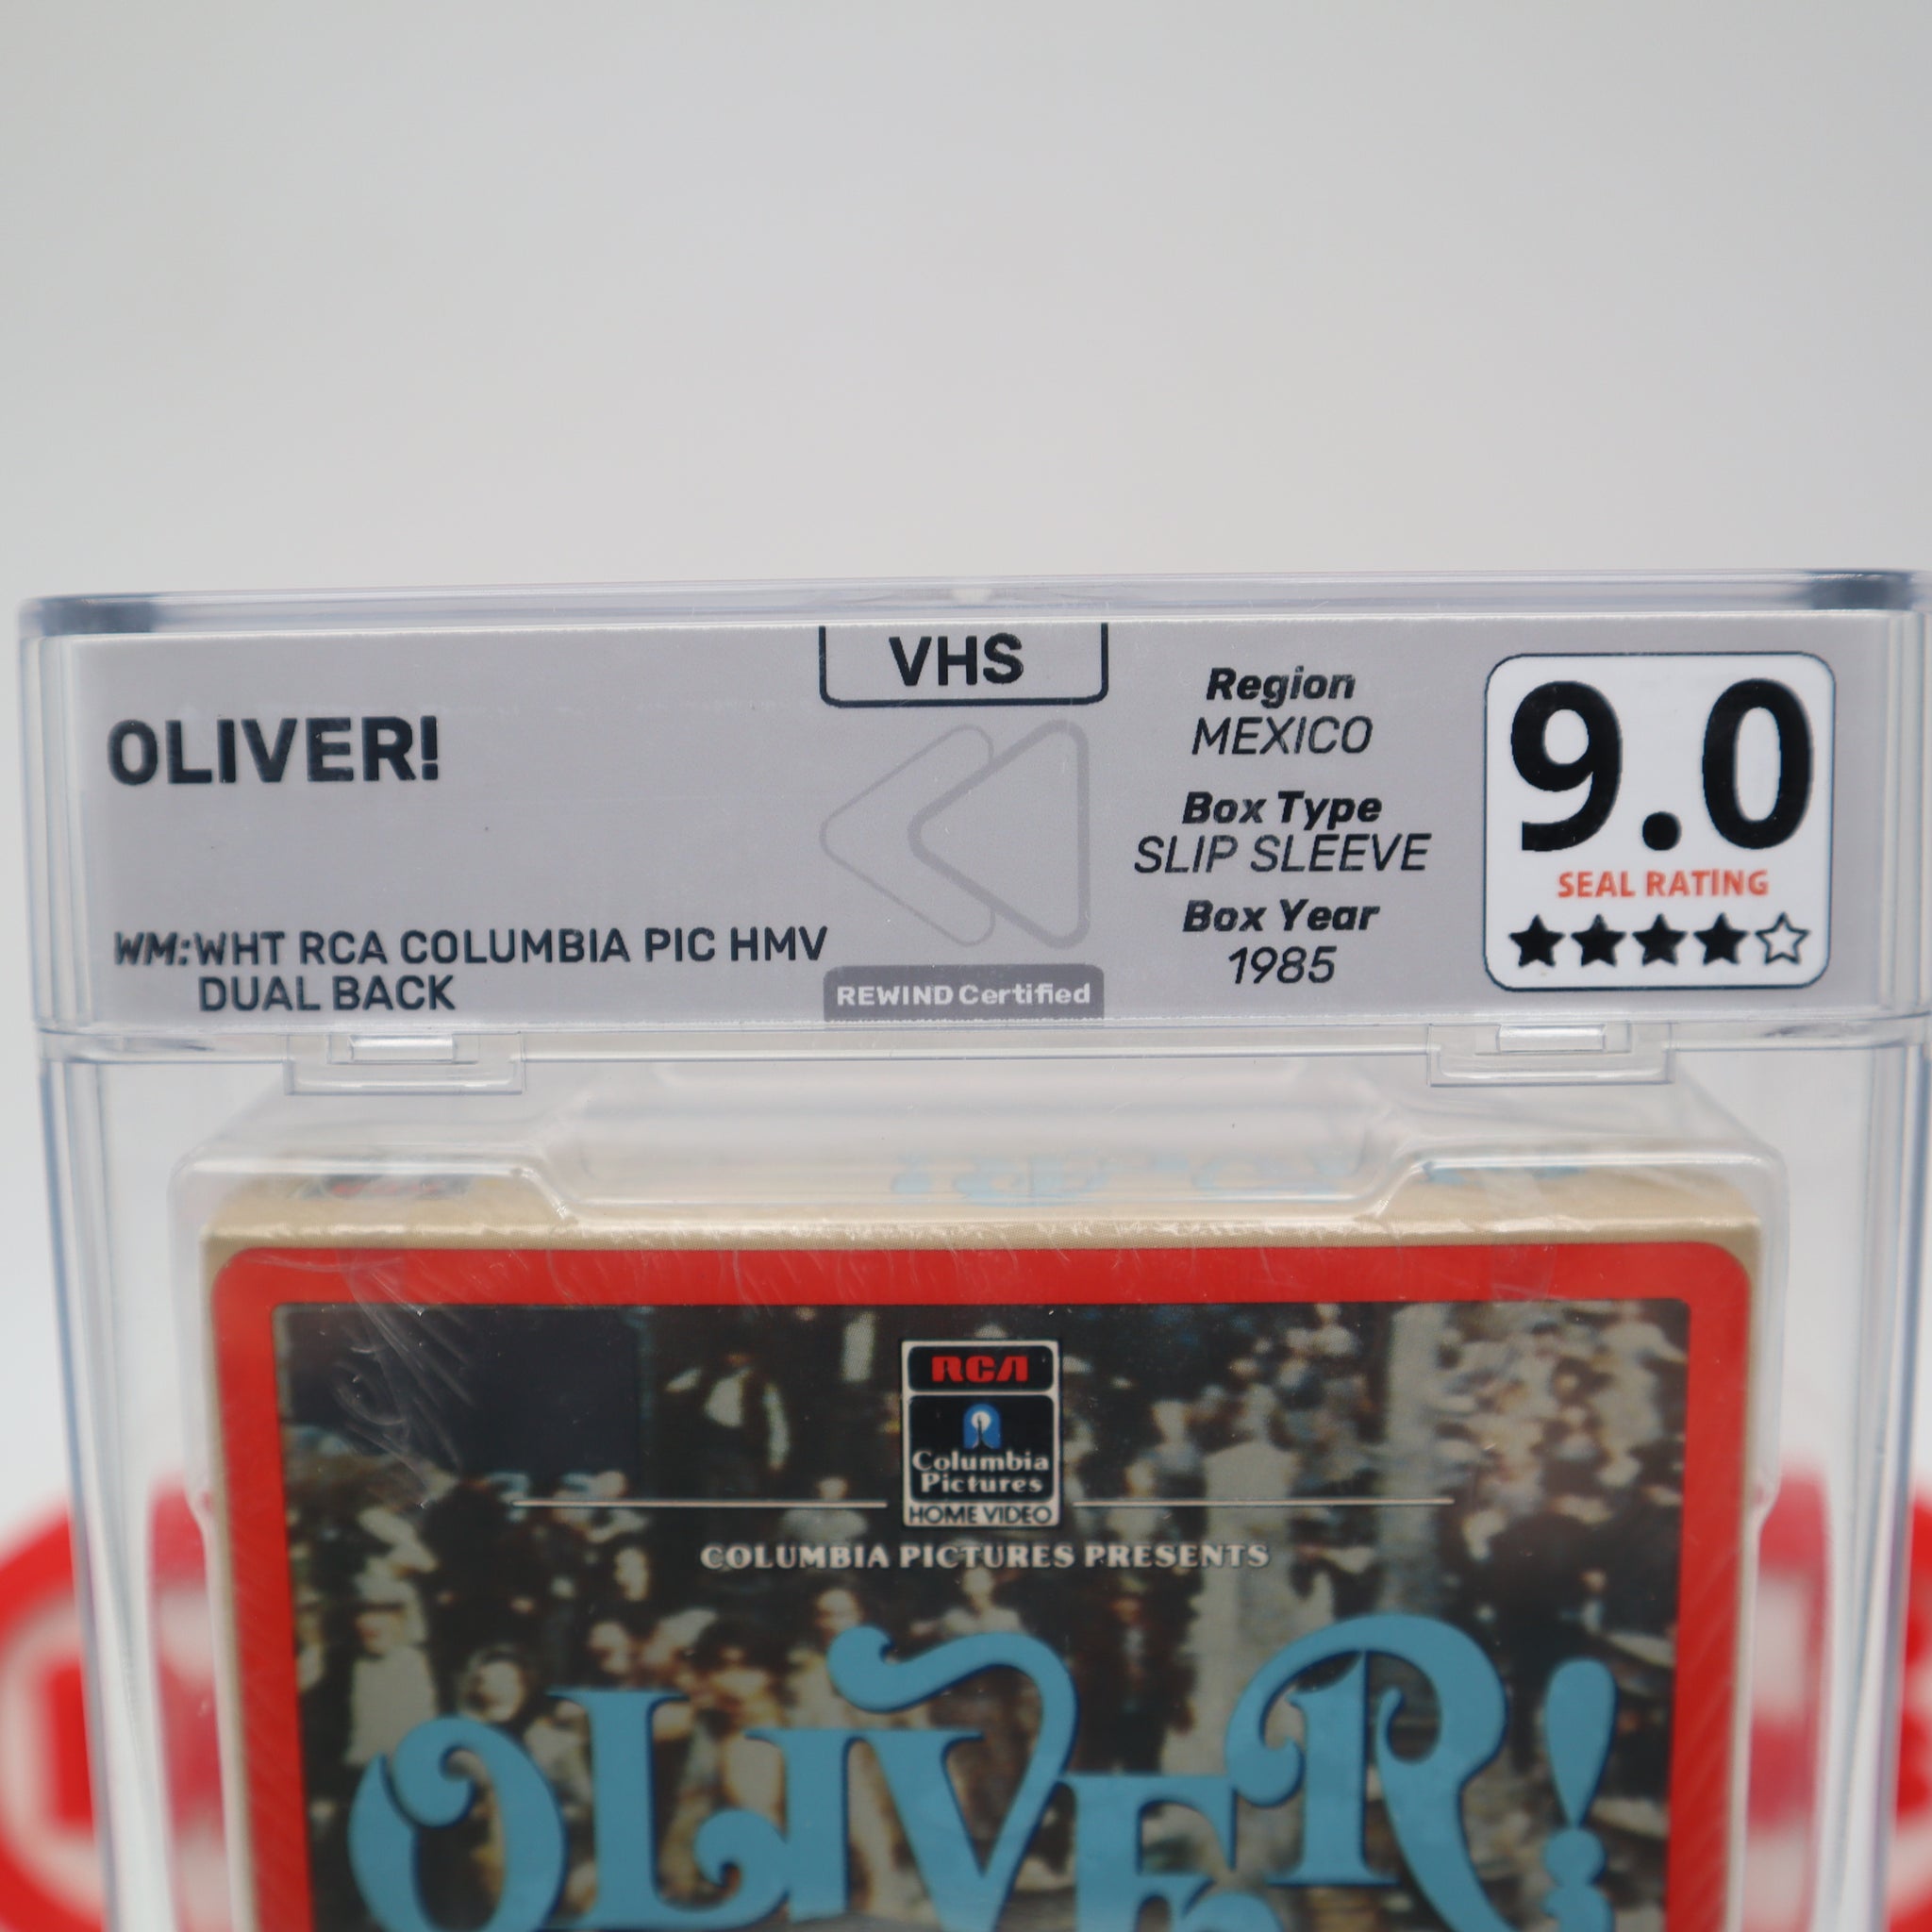 VHS
OLIVER!
WM:WHT RCA COLUMBIA PIC HMV
DUAL BACK
REWIND Certified
Region
MEXICO
Box Type
SLIP SLEEVE
Box Year
1985
9.0
SEAL RATING
RCA
Columbia
Pictures
HOME VIDEO
COLUMBIA PICTURES PRESENTS
OLIVER!